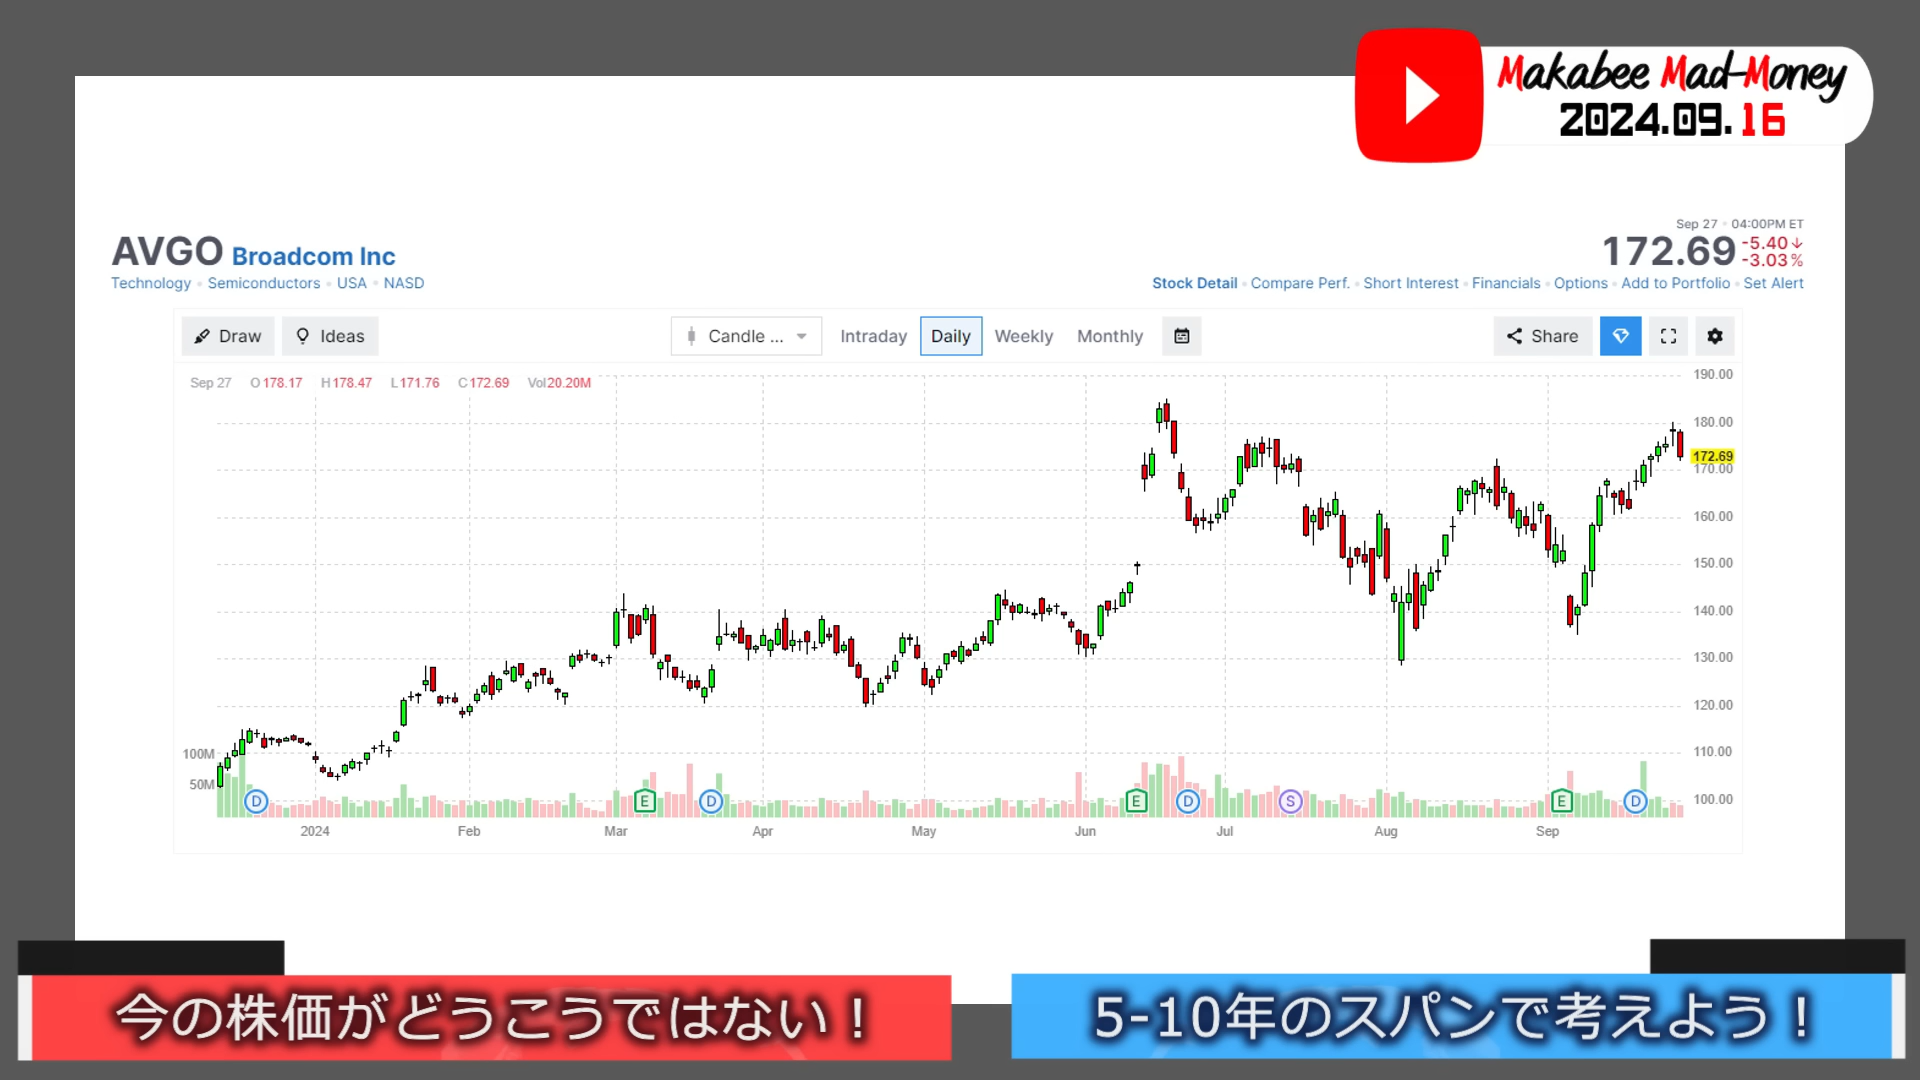 Makabee Mad-Money
2024.09.16
Sep 27 • 04:00PM ET
AVGO Broadcom Inc
172.69
-5.40↓
-3.03%
Technology • Semiconductors • USA • NASD
Stock Detail • Compare Perf. • Short Interest • Financials • Options • Add to Portfolio • Set Alert
Draw Ideas Candle ... Intraday Daily Weekly Monthly Share
Sep 27 O178.17 H178.47 L171.76 C172.69 Vol20.20M
190.00
180.00
172.69
170.00
160.00
150.00
140.00
130.00
120.00
100M 110.00
50M
D E D E D S E D 100.00
2024 Feb Mar Apr May Jun Jul Aug Sep
今の株価がどうこうではない！
5-10年のスパンで考えよう！